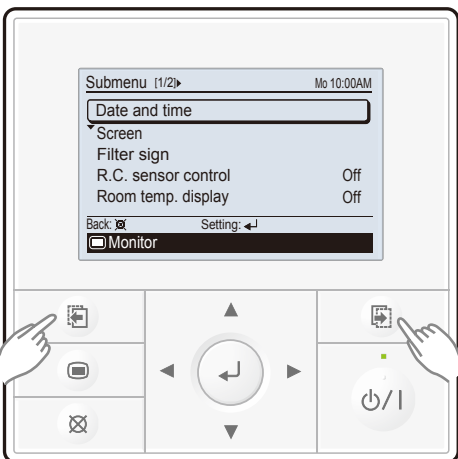 Submenu [1/2]▸ Mo 10:00AM
Date and time
Screen
Filter sign
R.C. sensor control Off
Room temp. display Off
Back: Setting:
Monitor